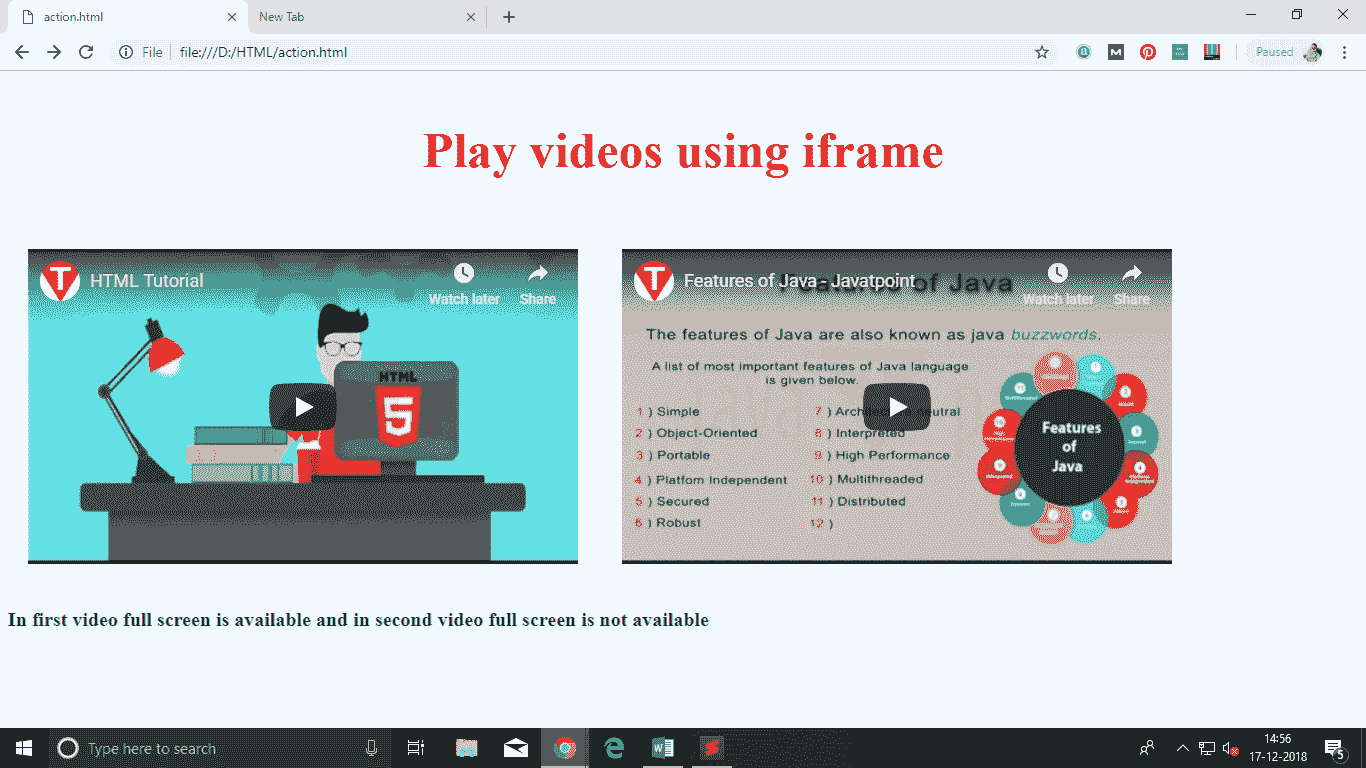 action.html
New Tab
File
file:///D:/HTML/action.html
Paused
Play videos using iframe
T
HTML Tutorial
Watch later
Share
HTML
5
T
Features of Java - Javatpoint
Features of Java
Watch later
Share
The features of Java are also known as java buzzwords.
A list of most important features of Java language
is given below.
1 ) Simple
2 ) Object-Oriented
3 ) Portable
4 ) Platfom Independent
5 ) Secured
6 ) Robust
7 ) neutral
8 ) Interpreted
9 ) High Performance
10 ) Multithreaded
11 ) Distributed
12 )
Features
of
Java
In first video full screen is available and in second video full screen is not available
Type here to search
14:56
17-12-2018
5